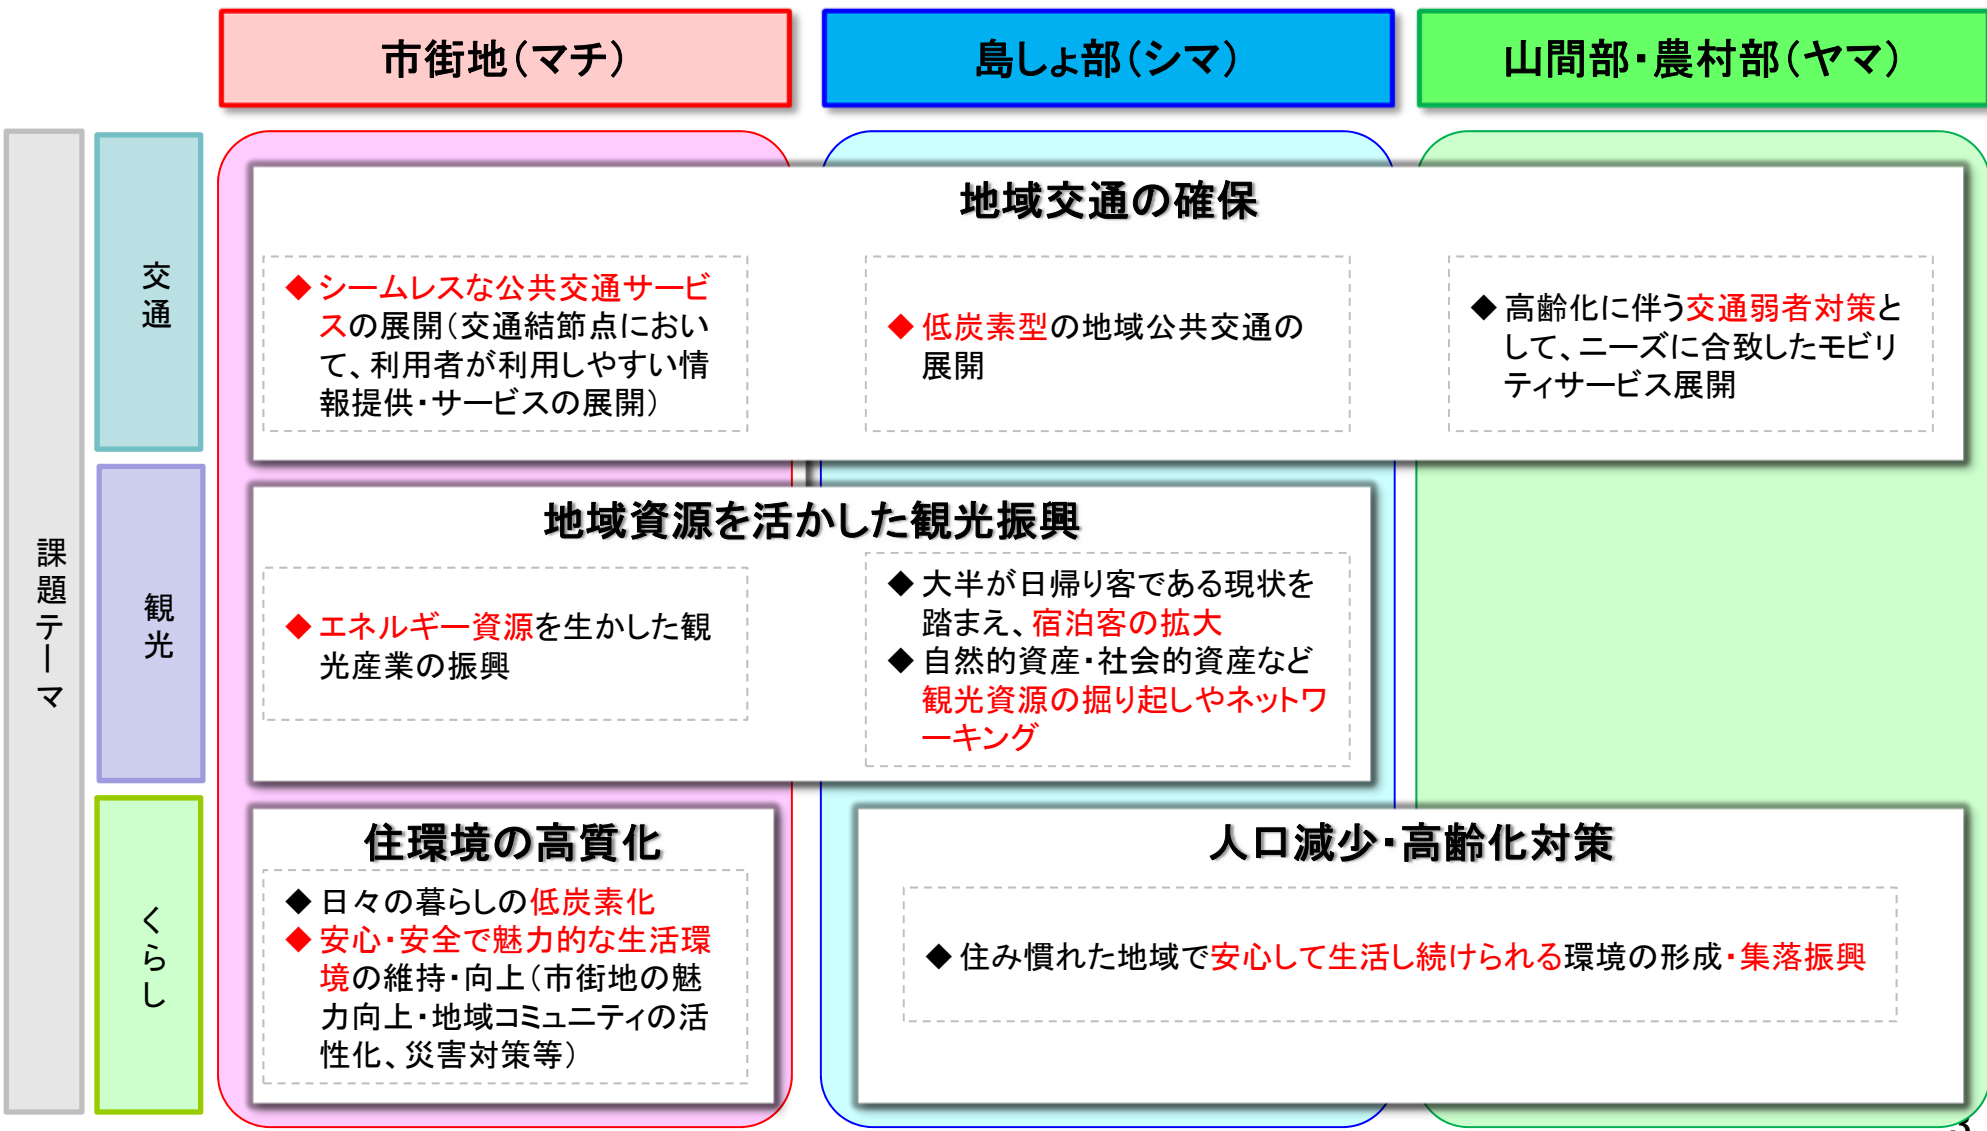 市街地(マチ)
島しょ部(シマ)
山間部・農村部(ヤマ)
課題テーマ
交通
地域交通の確保
◆シームレスな公共交通サービ
スの展開(交通結節点におい
て、利用者が利用しやすい情
報提供・サービスの展開)
◆低炭素型の地域公共交通の
展開
◆高齢化に伴う交通弱者対策と
して、ニーズに合致したモビリ
ティサービス展開
観光
地域資源を活かした観光振興
◆エネルギー資源を生かした観
光産業の振興
◆大半が日帰り客である現状を
踏まえ、宿泊客の拡大
◆自然的資産・社会的資産など
観光資源の掘り起しやネットワ
ーキング
くらし
住環境の高質化
◆日々の暮らしの低炭素化
◆安心・安全で魅力的な生活環
境の維持・向上(市街地の魅
力向上・地域コミュニティの活
性化、災害対策等)
人口減少・高齢化対策
◆住み慣れた地域で安心して生活し続けられる環境の形成・集落振興